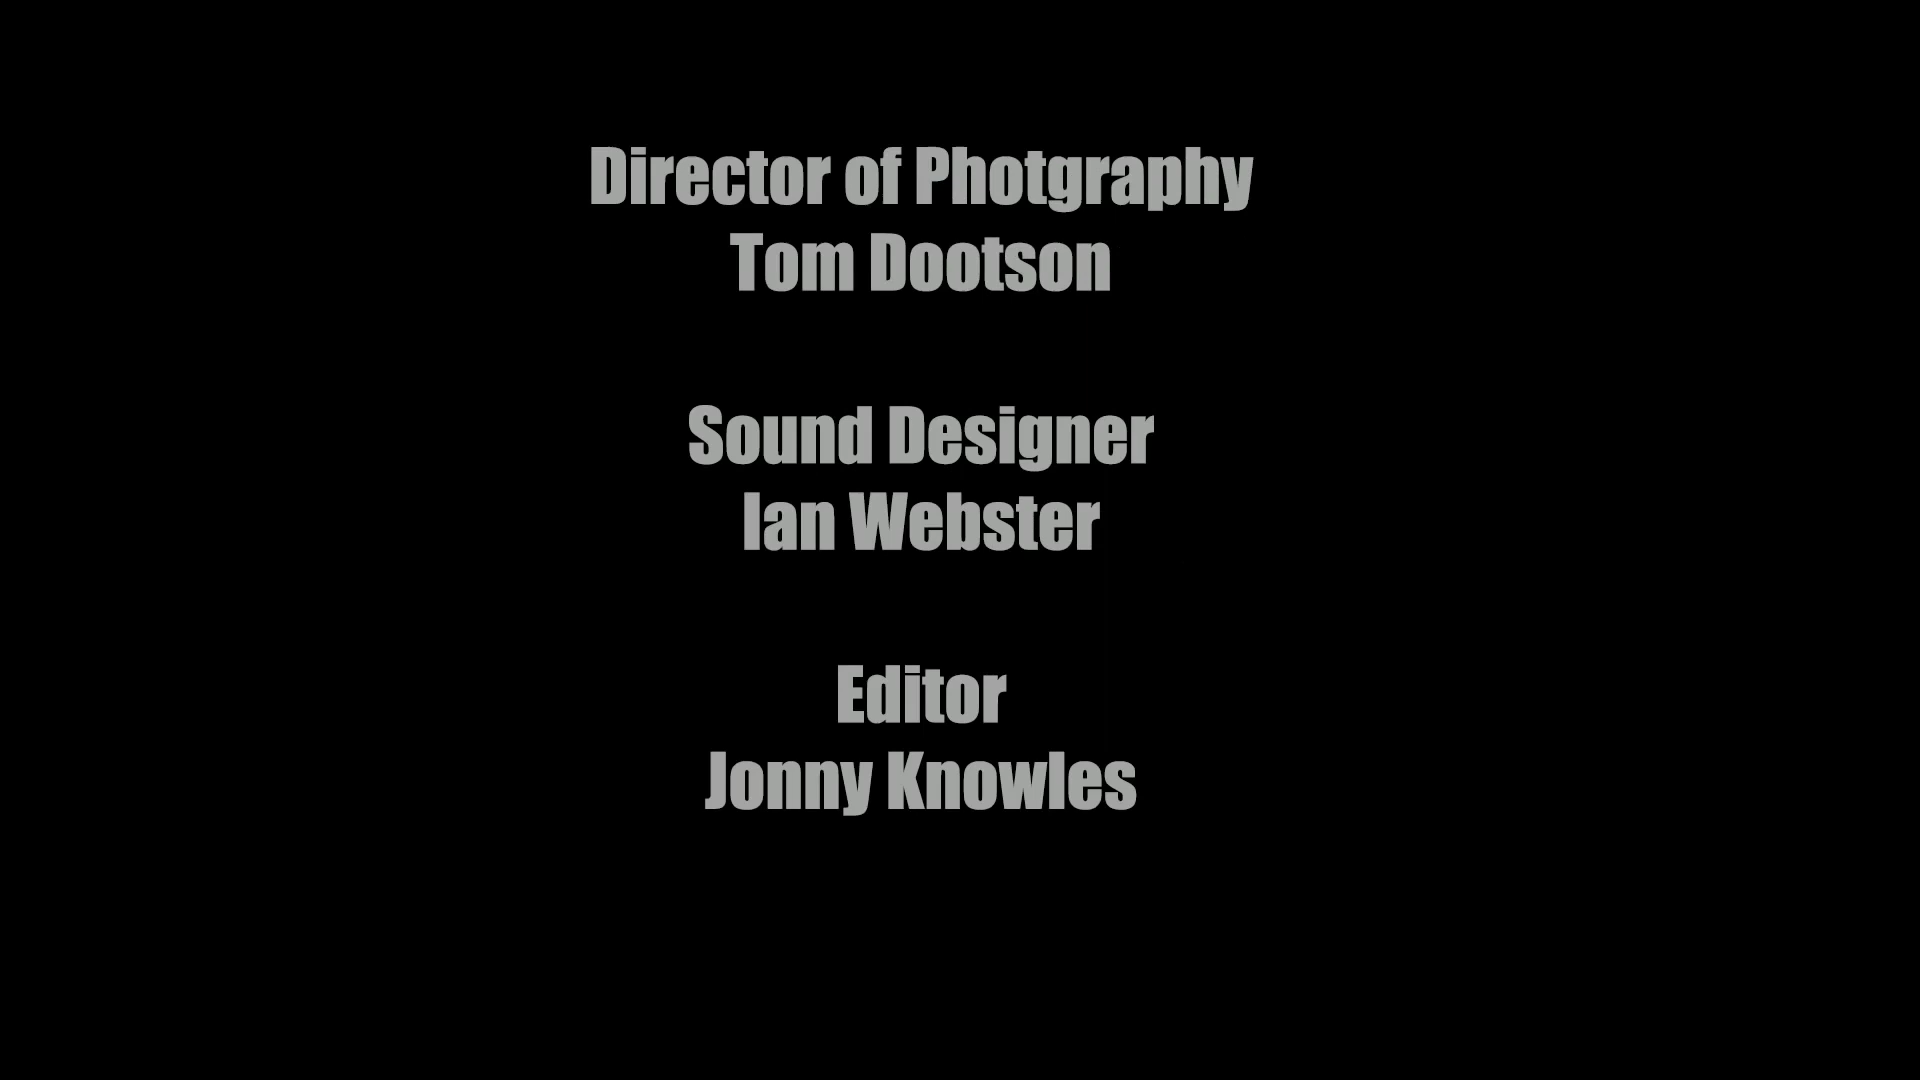 Director of Photgraphy
Tom Dootson
Sound Designer
Ian Webster
Editor
Jonny Knowles